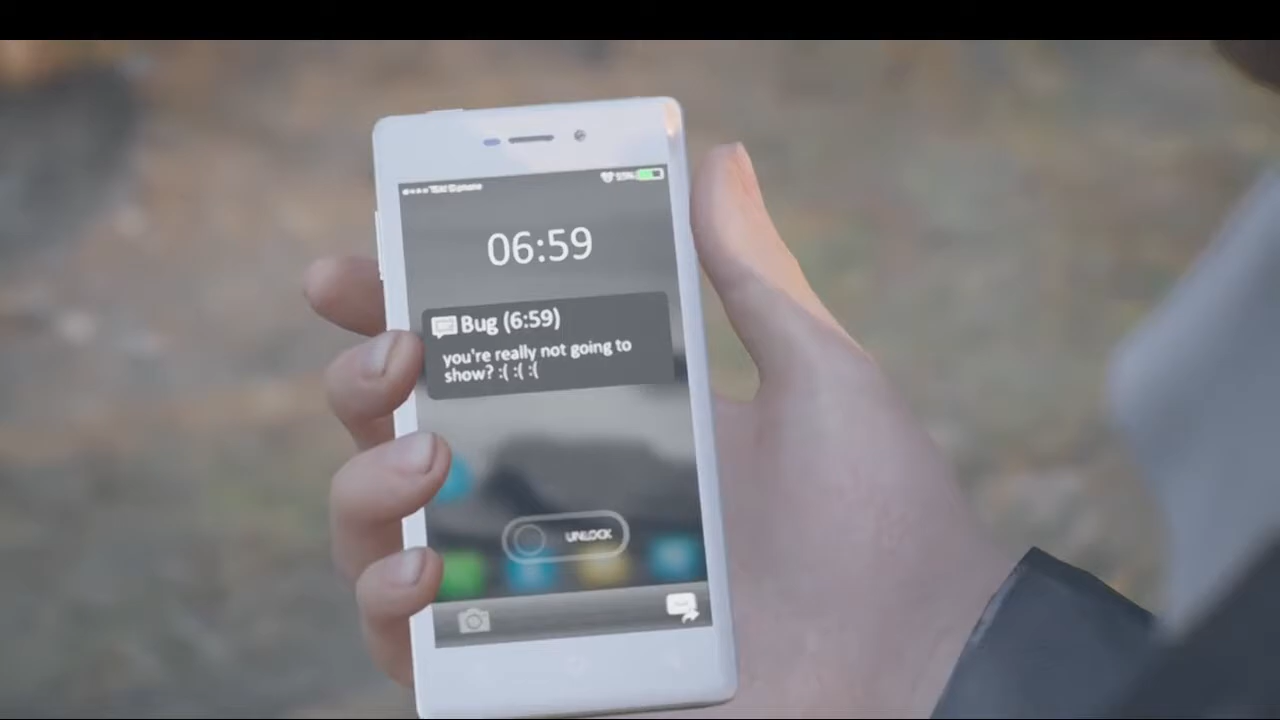 06:59
Bug (6:59)
you're really not going to
show? :( :( :(
UNLOCK